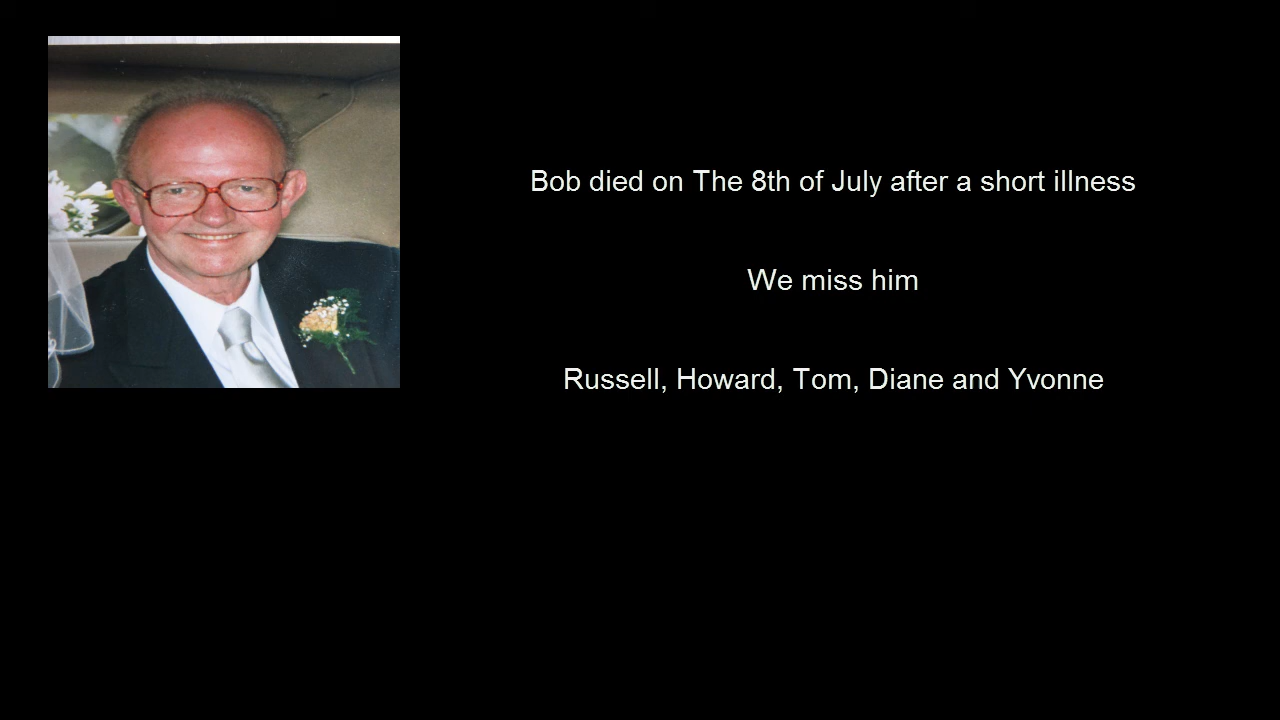 Bob died on The 8th of July after a short illness
We miss him
Russell, Howard, Tom, Diane and Yvonne